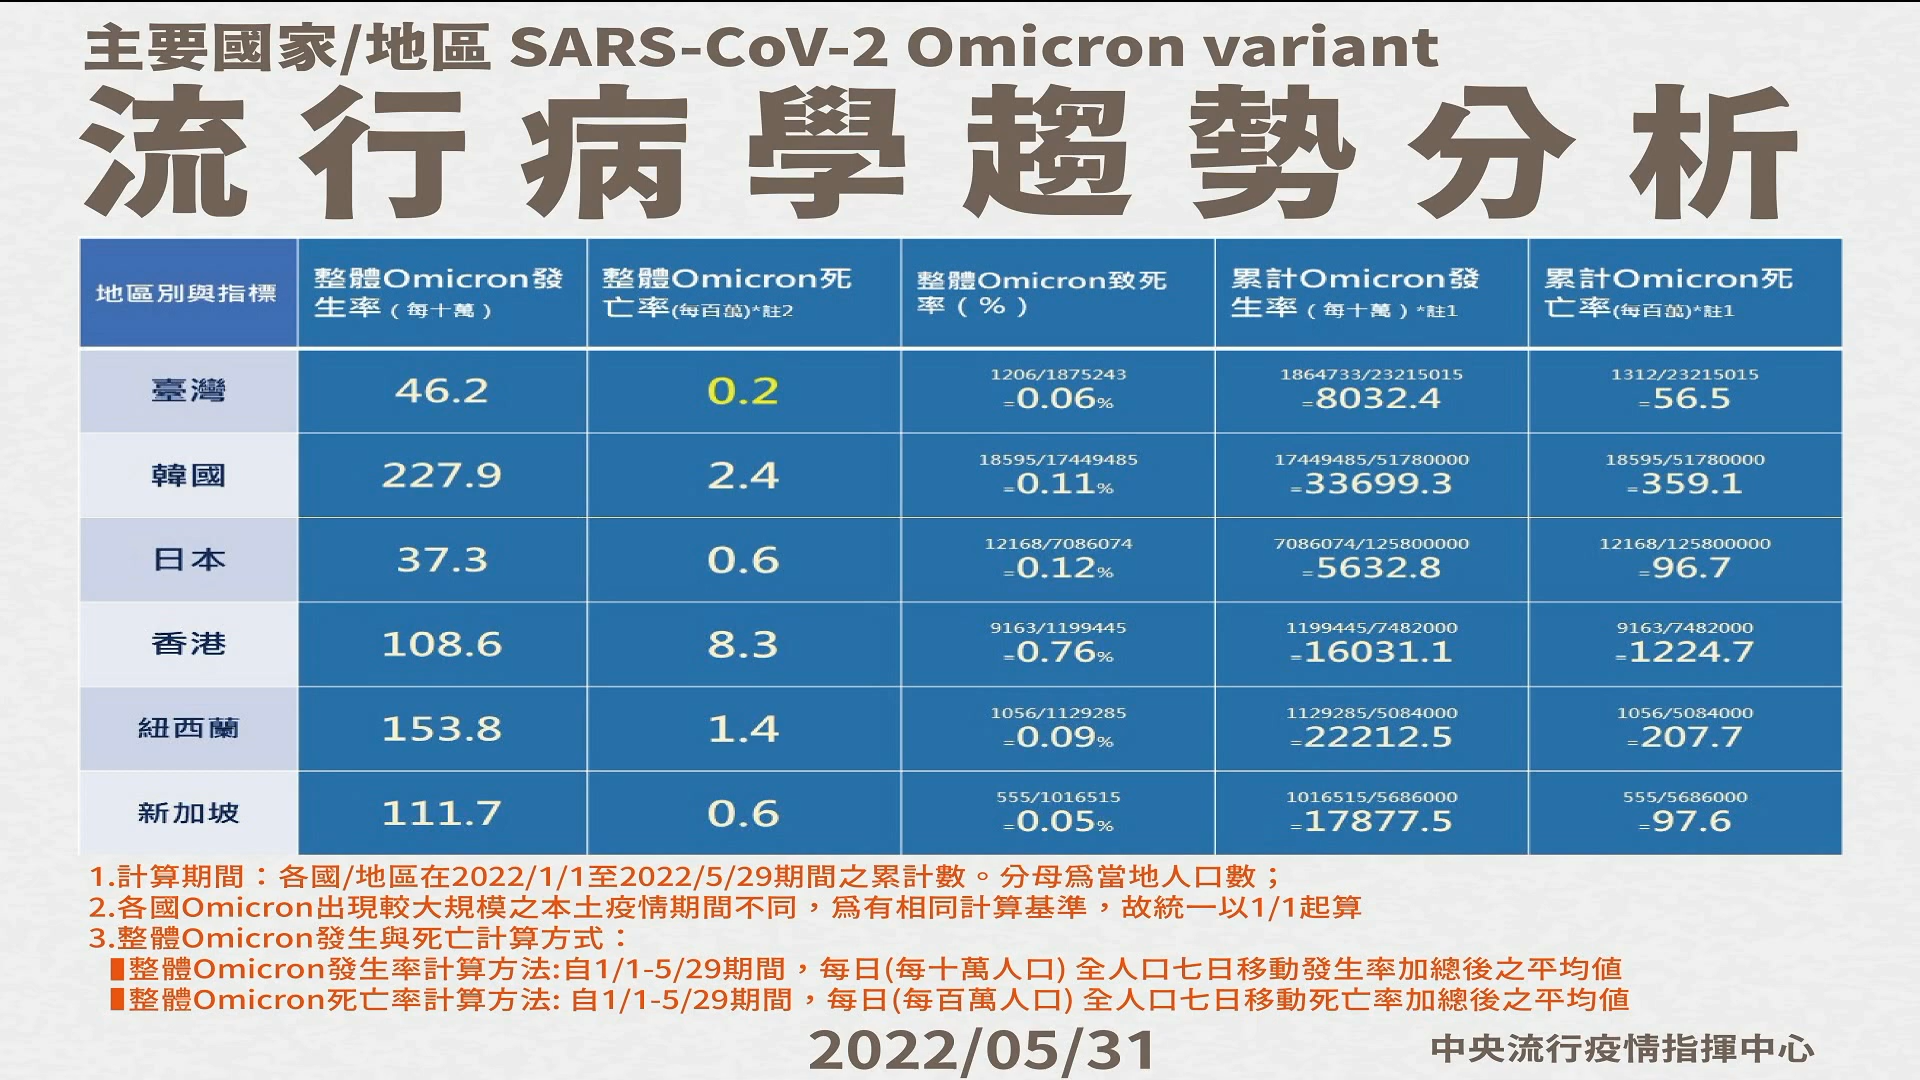 主要國家/地區 SARS-CoV-2 Omicron variant
流行病學趨勢分析
地區別與指標
整體Omicron發
生率（每十萬）
整體Omicron死
亡率(每百萬)*註2
整體Omicron致死
率（%）
累計Omicron發
生率（每十萬）*註1
累計Omicron死
亡率(每百萬)*註1
臺灣
46.2
0.2
1206/1875243
=0.06%
1864733/23215015
=8032.4
1312/23215015
=56.5
韓國
227.9
2.4
18595/17449485
=0.11%
17449485/51780000
=33699.3
18595/51780000
=359.1
日本
37.3
0.6
12168/7086074
=0.12%
7086074/125800000
=5632.8
12168/125800000
=96.7
香港
108.6
8.3
9163/1199445
=0.76%
1199445/7482000
=16031.1
9163/7482000
=1224.7
紐西蘭
153.8
1.4
1056/1129285
=0.09%
1129285/5084000
=22212.5
1056/5084000
=207.7
新加坡
111.7
0.6
555/1016515
=0.05%
1016515/5686000
=17877.5
555/5686000
=97.6
1.計算期間：各國/地區在2022/1/1至2022/5/29期間之累計數。分母為當地人口數；
2.各國Omicron出現較大規模之本土疫情期間不同，為有相同計算基準，故統一以1/1起算
3.整體Omicron發生與死亡計算方式：
▮整體Omicron發生率計算方法:自1/1-5/29期間，每日(每十萬人口) 全人口七日移動發生率加總後之平均值
▮整體Omicron死亡率計算方法: 自1/1-5/29期間，每日(每百萬人口) 全人口七日移動死亡率加總後之平均值
2022/05/31
中央流行疫情指揮中心